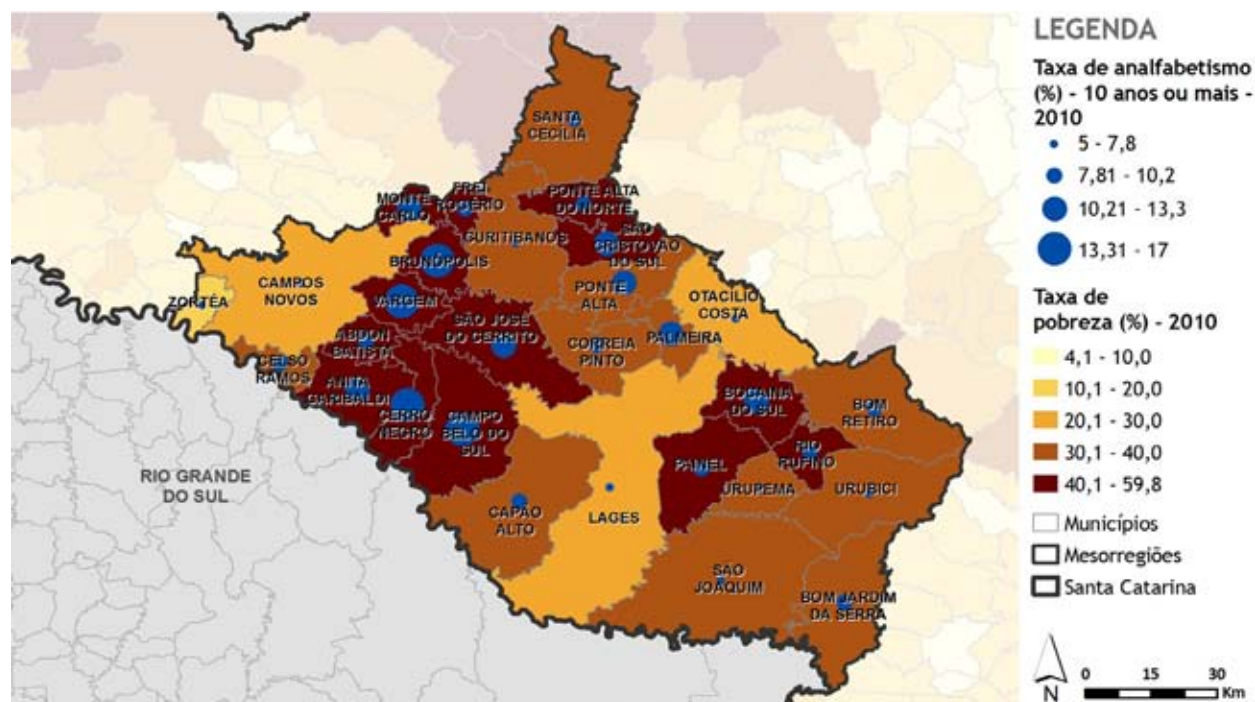 LEGENDA
Taxa de analfabetismo
(%) - 10 anos ou mais -
2010
5 - 7,8
7,81 - 10,2
10,21 - 13,3
13,31 - 17
Taxa de
pobreza (%) - 2010
4,1 - 10,0
10,1 - 20,0
20,1 - 30,0
30,1 - 40,0
40,1 - 59,8
Municípios
Mesorregiões
Santa Catarina
N
0 15 30
Km
SANTA
CECÍLIA
MONTE
CARLO
FREI
ROGÉRIO
PONTE ALTA
DO NORTE
CURITIBANOS
SÃO
CRISTOVÃO
DO SUL
BRUNÓPOLIS
ZORTÉA
CAMPOS
NOVOS
VARGEM
PONTE
ALTA
OTACÍLIO
COSTA
SÃO JOSÉ
DO CERRITO
ABDON
BATISTA
CORREIA
PINTO
PALMEIRA
CELSO
RAMOS
ANITA
GARIBALDI
CERRO
NEGRO
CAMPO
BELO DO
SUL
BOCAINA
DO SUL
BOM
RETIRO
RIO
RUFINO
PAINEL
URUPEMA
URUBICI
RIO GRANDE
DO SUL
CAPÃO
ALTO
LAGES
SÃO
JOAQUIM
BOM JARDIM
DA SERRA